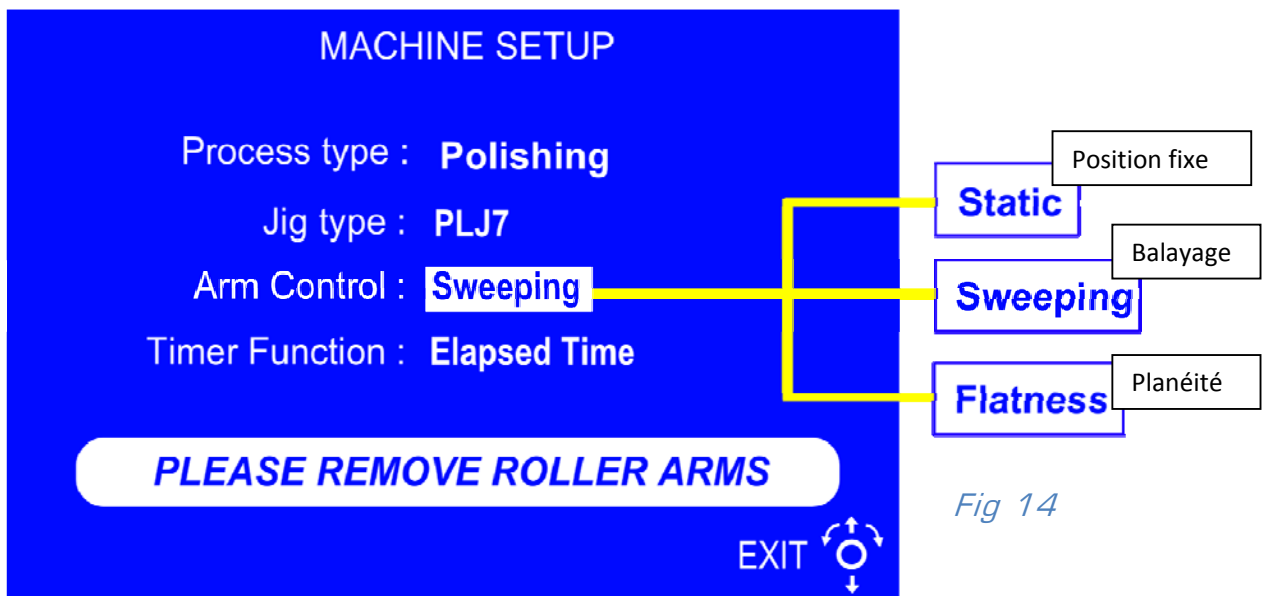 MACHINE SETUP
Process type : Polishing
Jig type : PLJ7
Arm Control : Sweeping
Timer Function : Elapsed Time
PLEASE REMOVE ROLLER ARMS
EXIT
Position fixe
Static
Balayage
Sweeping
Planéité
Flatness
Fig 14